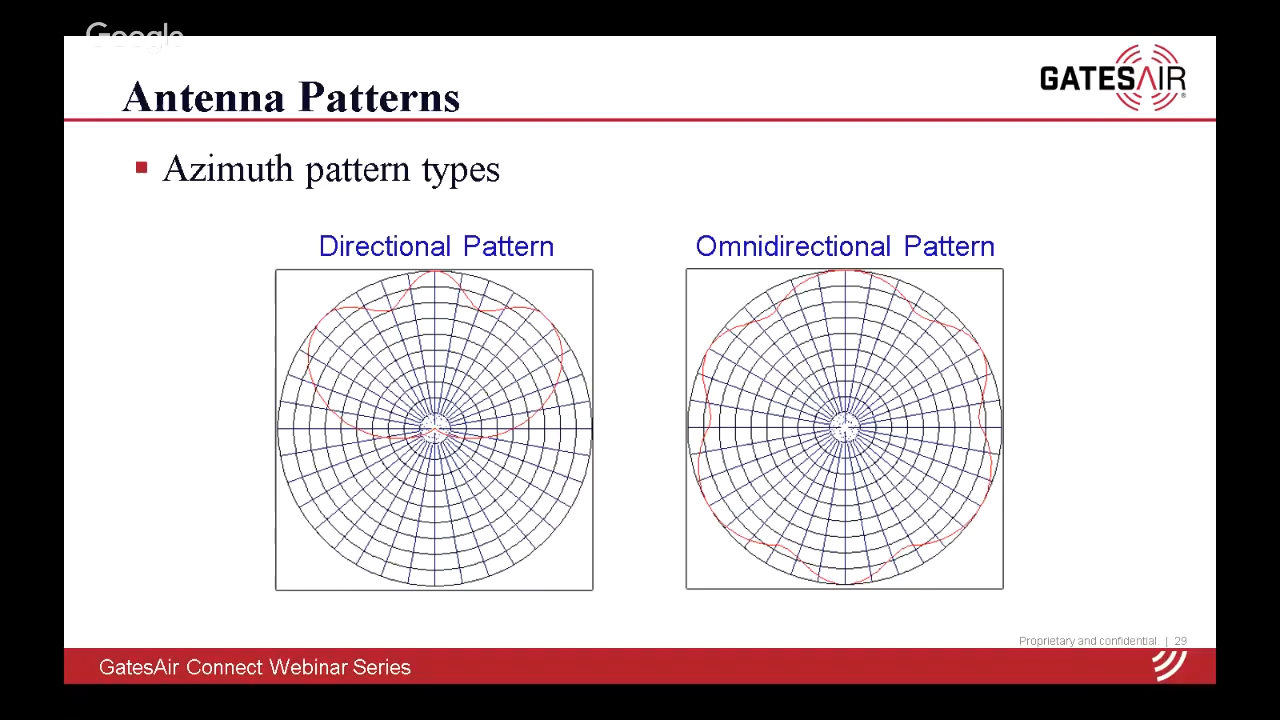 Google
Antenna Patterns
GATESAIR®
Azimuth pattern types
Directional Pattern
Omnidirectional Pattern
Proprietary and confidential. | 29
GatesAir Connect Webinar Series